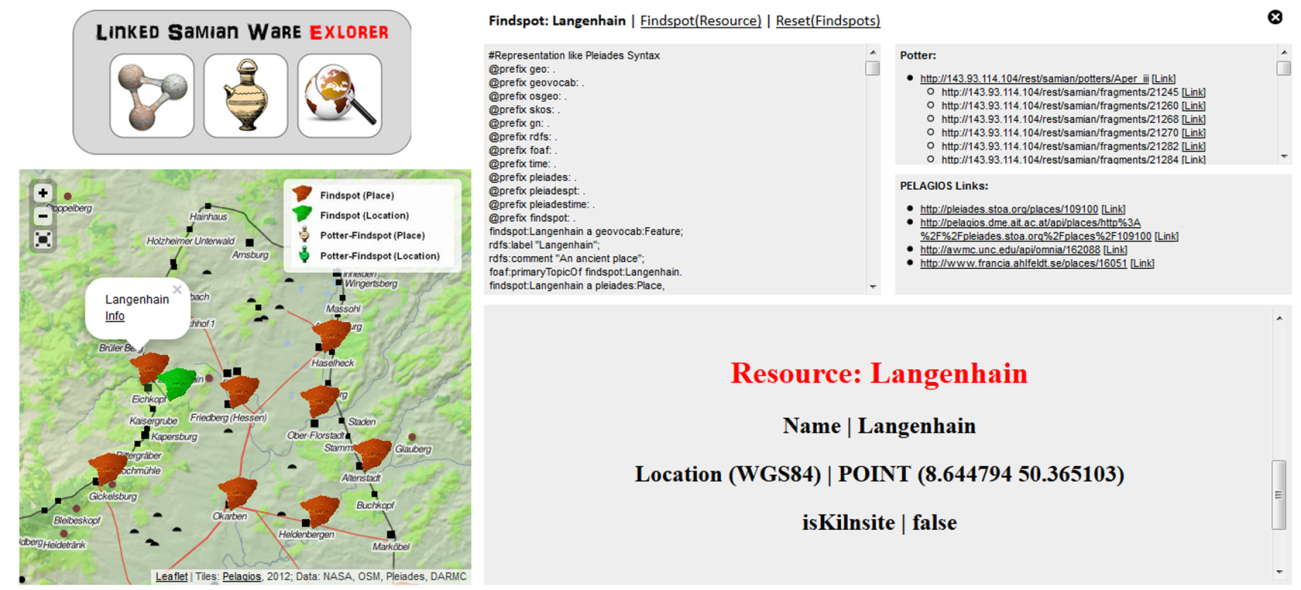 LINKED SAMIAN WARE EXLORER
Findspot: Langenhain | Findspot(Resource) | Reset(Findspots)
#Representation like Pleiades Syntax
@prefix geo: .
@prefix geovocab: .
@prefix osgeo: .
@prefix skos: .
@prefix gn: .
@prefix rdfs: .
@prefix foaf: .
@prefix time: .
@prefix pleiades: .
@prefix pleiadespt: .
@prefix pleiadestime: .
@prefix findspot: .
findspot:Langenhain a geovocab:Feature;
rdfs:label "Langenhain";
rdfs:comment "An ancient place";
foaf:primaryTopicOf findspot:Langenhain.
findspot:Langenhain a pleiades:Place,
Potter:
http://143.93.114.104/rest/samian/potters/Aper_iii [Link]
http://143.93.114.104/rest/samian/fragments/21245 [Link]
http://143.93.114.104/rest/samian/fragments/21260 [Link]
http://143.93.114.104/rest/samian/fragments/21268 [Link]
http://143.93.114.104/rest/samian/fragments/21270 [Link]
http://143.93.114.104/rest/samian/fragments/21282 [Link]
http://143.93.114.104/rest/samian/fragments/21284 [Link]
PELAGIOS Links:
http://pleiades.stoa.org/places/109100 [Link]
http://pelagios.dme.ait.ac.at/api/places/http%3A
%2F%2Fpleiades.stoa.org%2Fplaces%2F109100 [Link]
http://awmc.unc.edu/api/omnia/162088 [Link]
http://www.francia.ahlfeldt.se/places/16051 [Link]
Resource: Langenhain
Name | Langenhain
Location (WGS84) | POINT (8.644794 50.365103)
isKilnsite | false
+
−
Findspot (Place)
Findspot (Location)
Potter-Findspot (Place)
Potter-Findspot (Location)
Hainhaus
Holzheimer Unterwald
Arnsburg
Inheiden
Wingertsberg
Langenhain
Info
bach
hof 1
Massohl
Brüler Be
Haselheck
Eichkopf
Kaisergrube
Friedberg (Hessen)
Kapersburg
Staden
Ober-Florstadt
Stamm
Glauberg
Altenstadt
Gickelsburg
Buchkopf
Okarben
Bleibeskopf
Heldenbergen
Heidetränk
Marköbel
Leaflet | Tiles: Pelagios, 2012; Data: NASA, OSM, Pleiades, DARMC